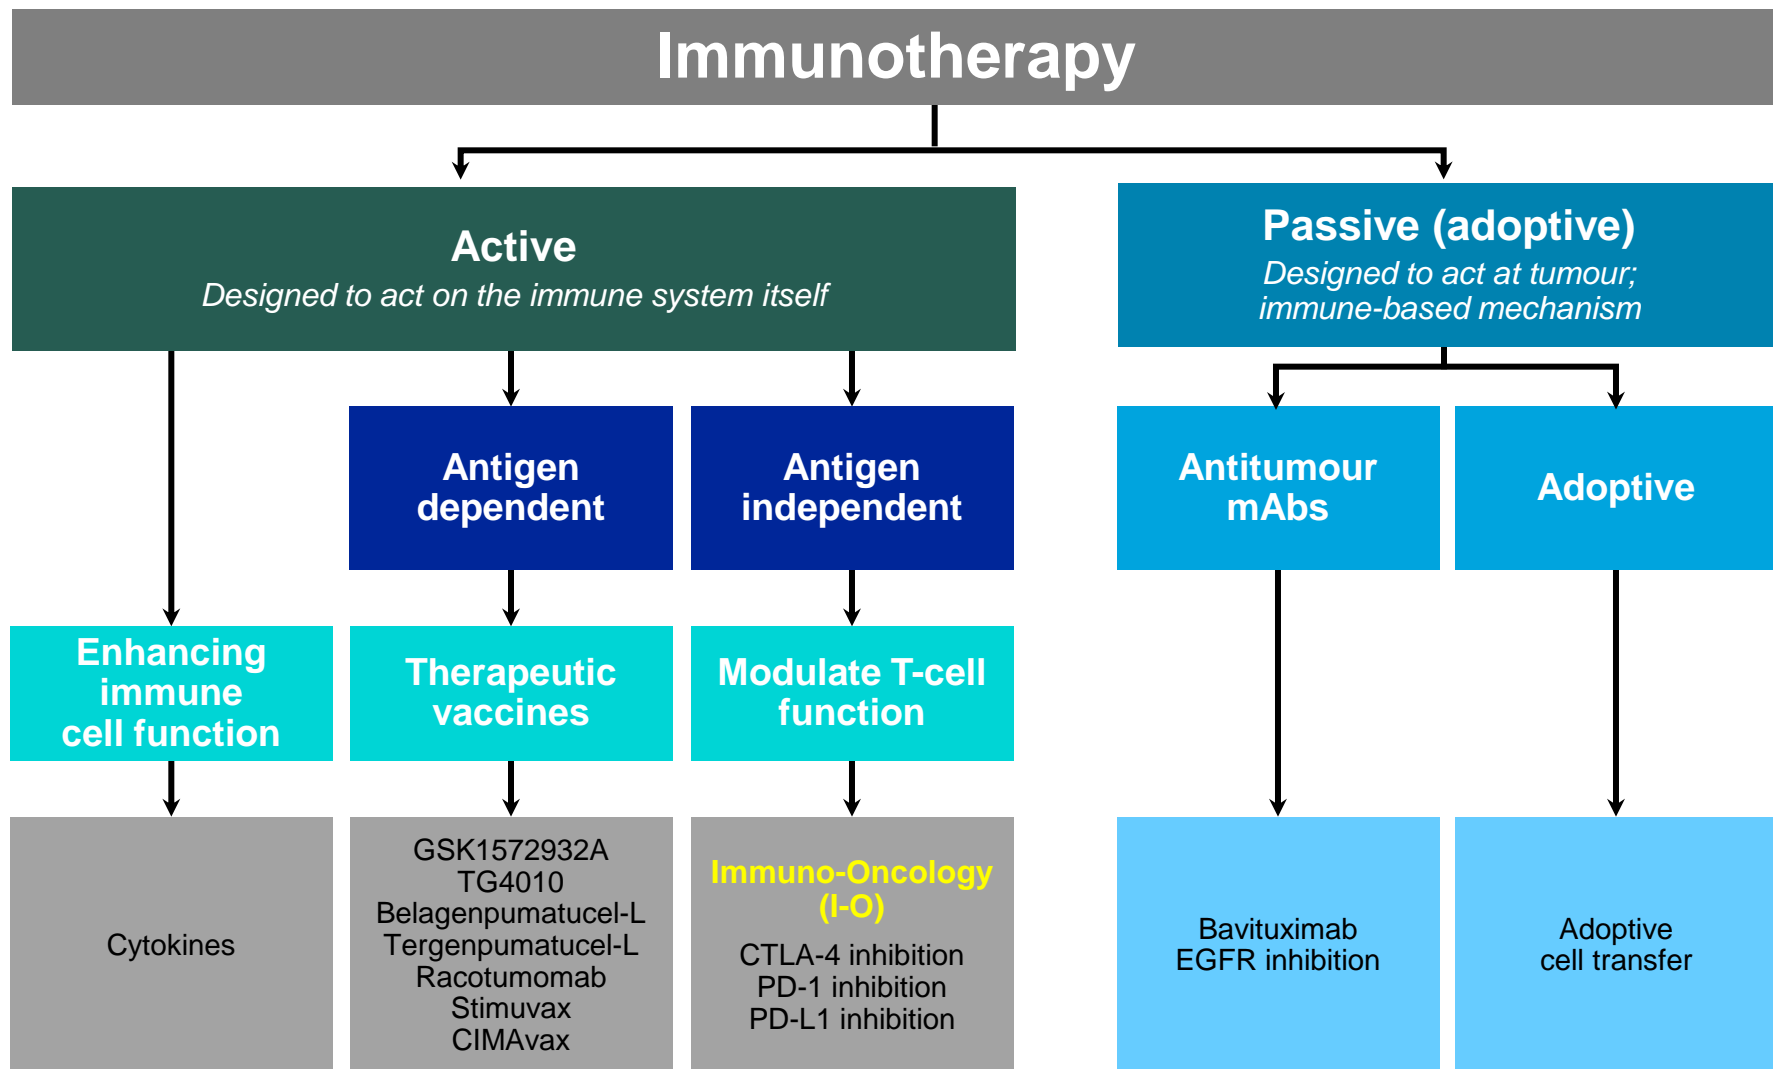 Immunotherapy
Active
Designed to act on the immune system itself
Passive (adoptive)
Designed to act at tumour;
immune-based mechanism
Antigen
dependent
Antigen
independent
Antitumour
mAbs
Adoptive
Enhancing
immune
cell function
Therapeutic
vaccines
Modulate T-cell
function
Cytokines
GSK1572932A
TG4010
Belagenpumatucel-L
Tergenpumatucel-L
Racotumomab
Stimuvax
CIMAvax
Immuno-Oncology
(I-O)
CTLA-4 inhibition
PD-1 inhibition
PD-L1 inhibition
Bavituximab
EGFR inhibition
Adoptive
cell transfer